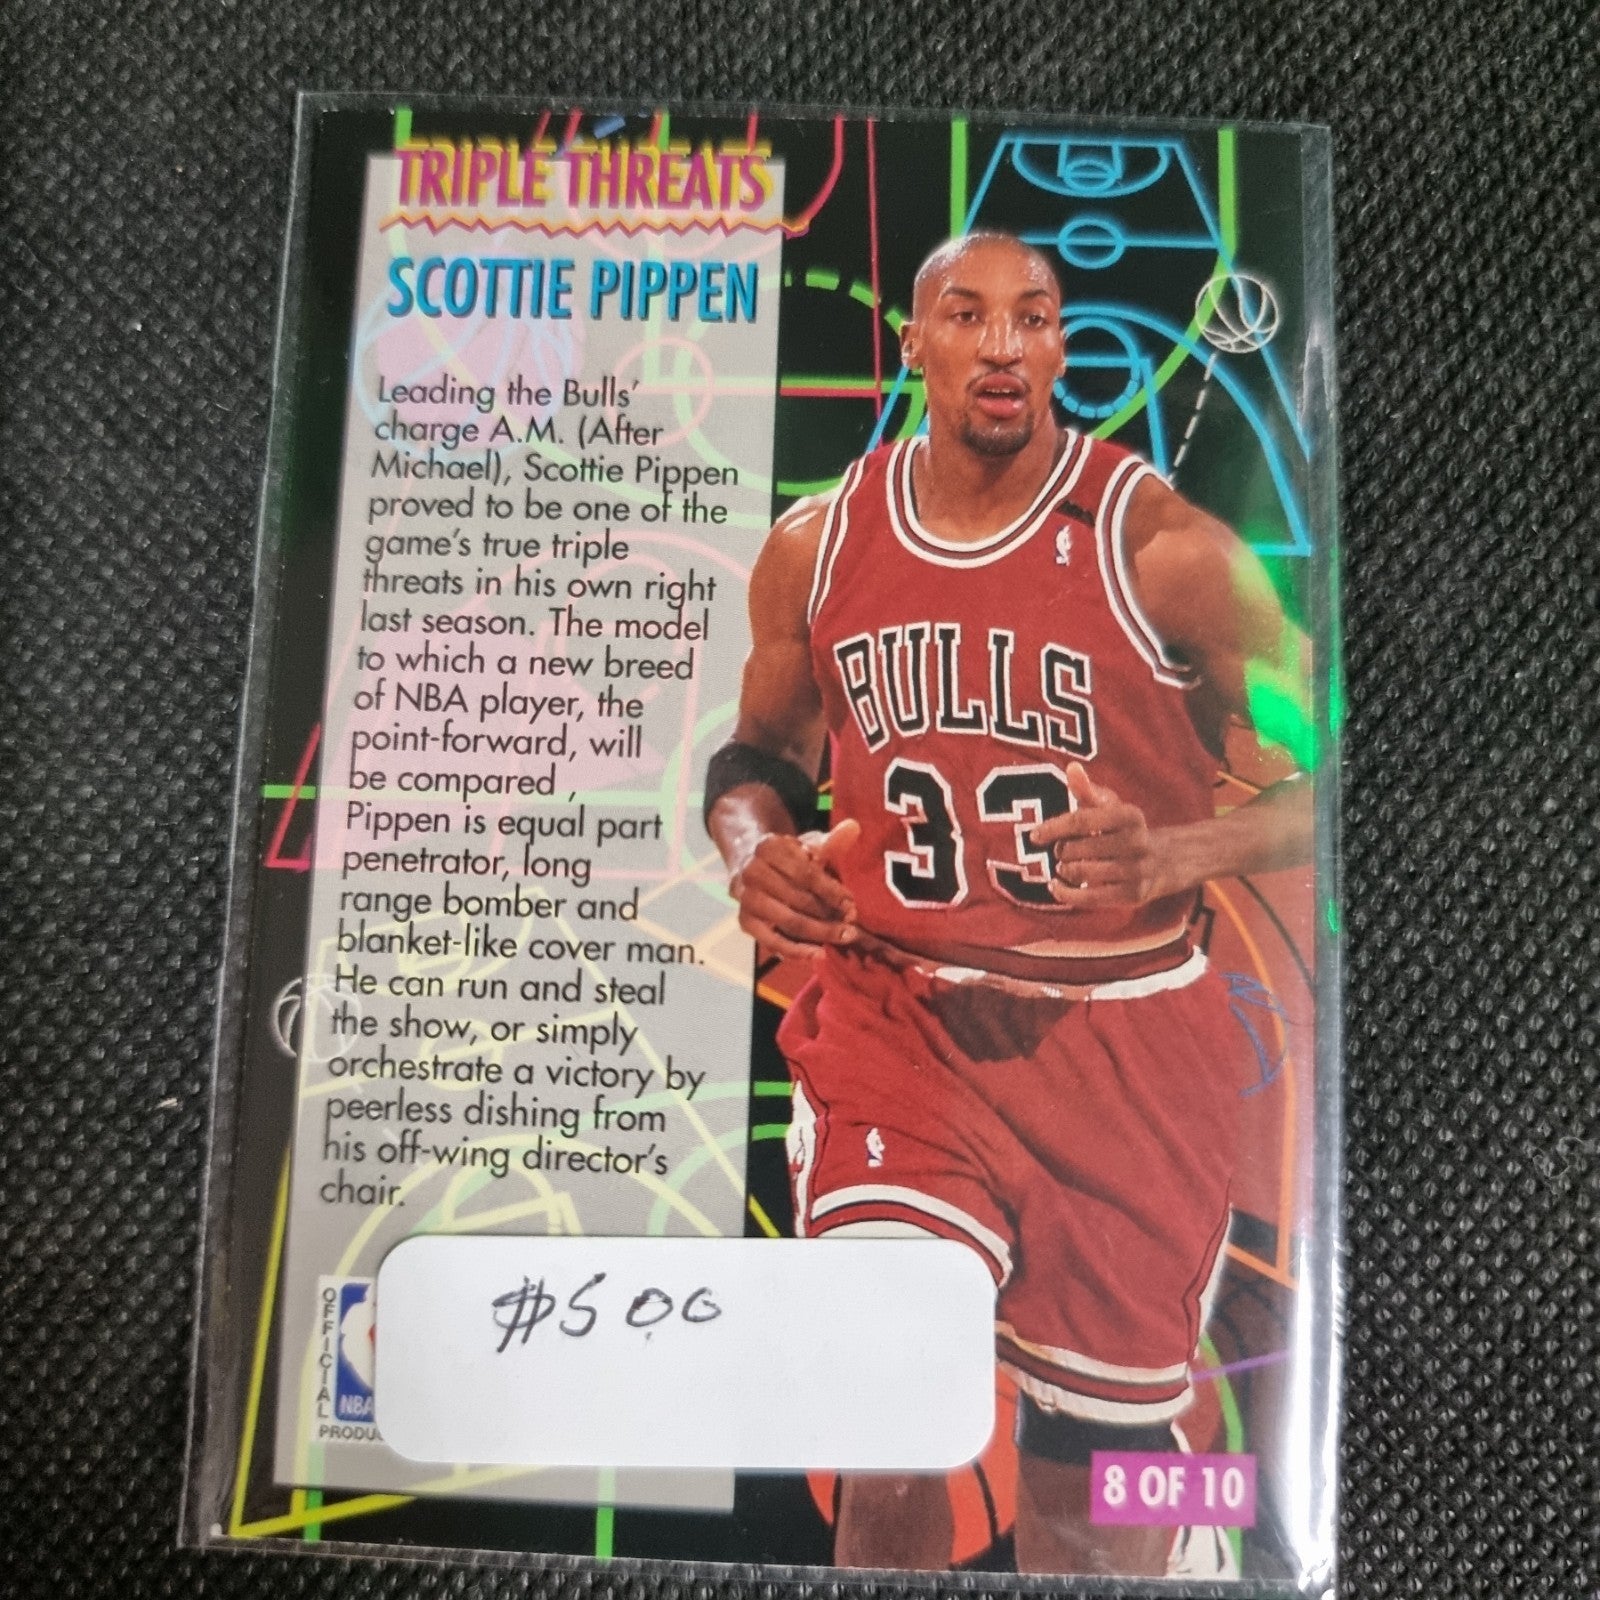 TRIPLE THREATS
SCOTTIE PIPPEN
Leading the Bulls'
charge A.M. (After
Michael), Scottie Pippen
proved to be one of the
game's true triple
threats in his own right
last season. The model
to which a new breed
of NBA player, the
point-forward, will
be compared ,
Pippen is equal part
penetrator, long
range bomber and
blanket-like cover man.
He can run and steal
the show, or simply
orchestrate a victory by
peerless dishing from
his off-wing director's
chair.
BULLS
33
OFFICIAL
NBA
$5 00
8 OF 10